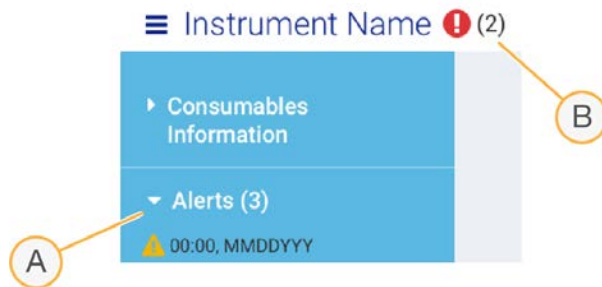 Instrument Name ! (2)
B
Consumables
Information
Alerts (3)
A
! 00:00, MMDDYYY